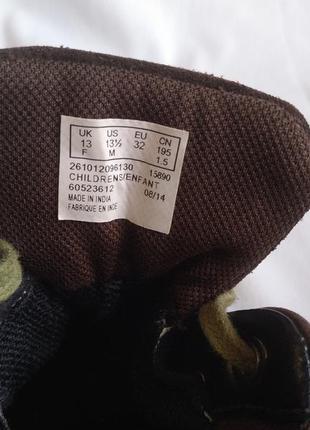 UK US EU CN
13 13½ 32 195
F M 1.5
261012096130 15890
CHILDRENS/ENFANT
60523612 08/14
MADE IN INDIA
FABRIQUE EN INDE